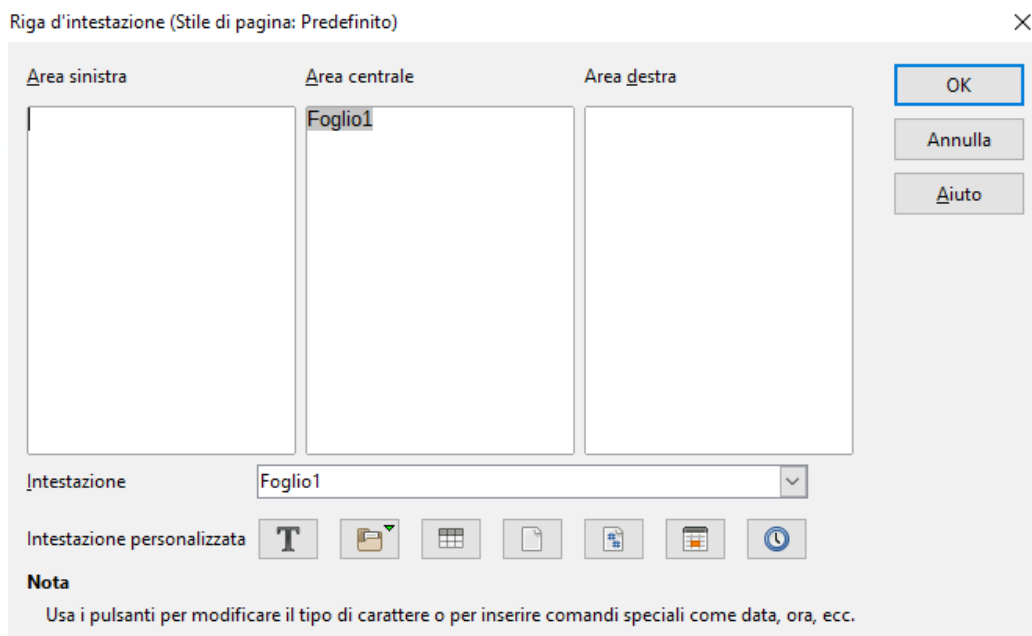 Riga d'intestazione (Stile di pagina: Predefinito)
Area sinistra
Area centrale
Area destra
OK
Foglio1
Annulla
Aiuto
Intestazione
Foglio1
Intestazione personalizzata
Nota
Usa i pulsanti per modificare il tipo di carattere o per inserire comandi speciali come data, ora, ecc.